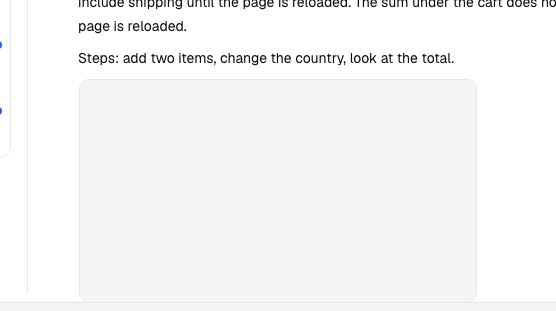 include shipping until the page is reloaded. The sum under the cart does
page is reloaded.
Steps: add two items, change the country, look at the total.